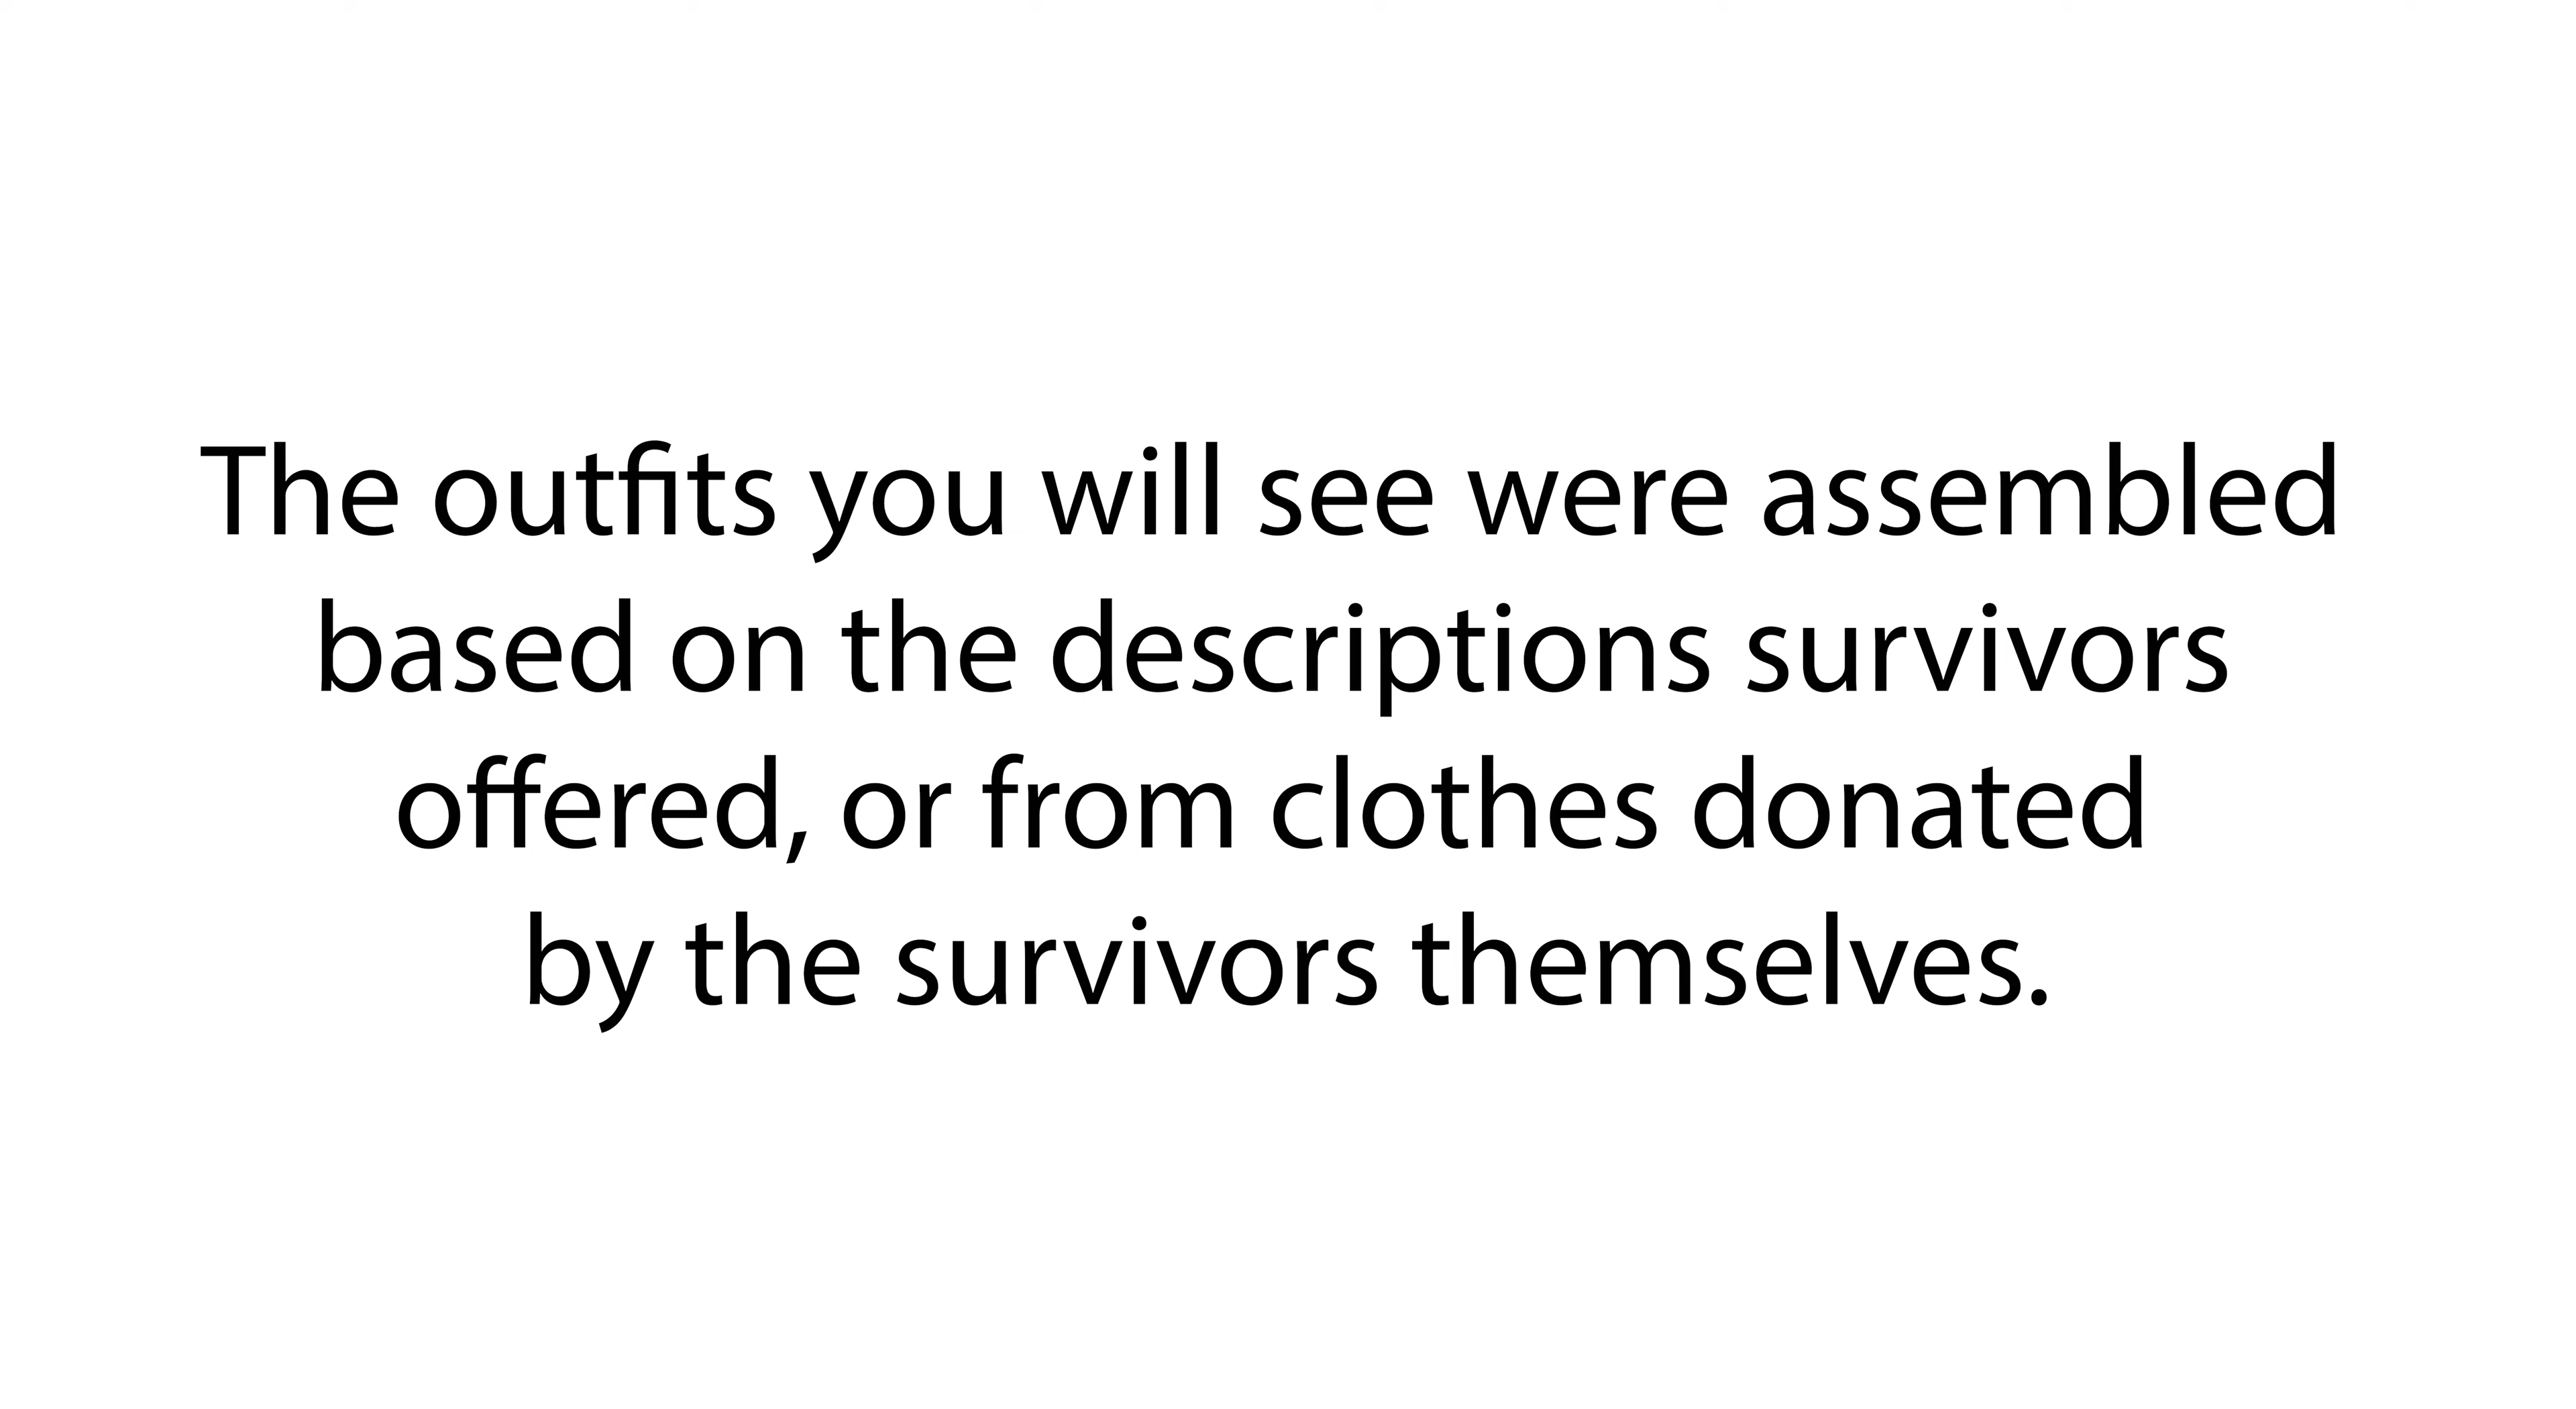 The outfits you will see were assembled
based on the descriptions survivors
offered, or from clothes donated
by the survivors themselves.